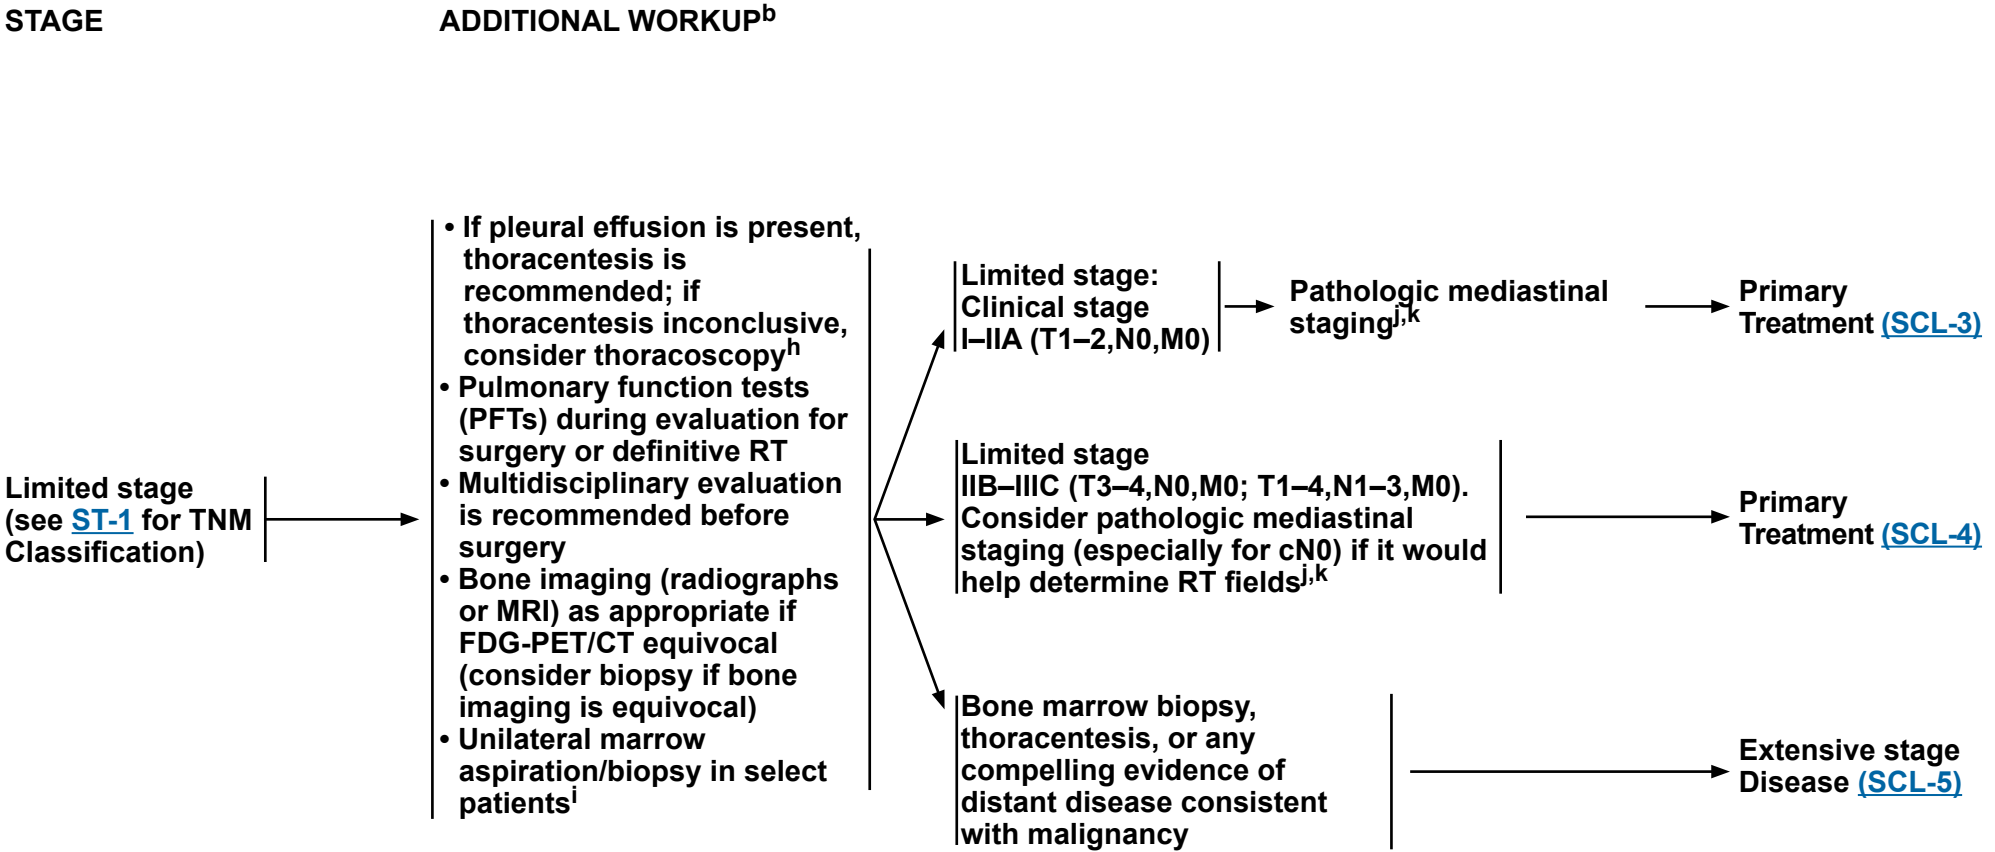 STAGE
ADDITIONAL WORKUPb
Limited stage
(see ST-1 for TNM
Classification)
• If pleural effusion is present,
thoracentesis is
recommended; if
thoracentesis inconclusive,
consider thoracoscopyh
• Pulmonary function tests
(PFTs) during evaluation for
surgery or definitive RT
• Multidisciplinary evaluation
is recommended before
surgery
• Bone imaging (radiographs
or MRI) as appropriate if
FDG-PET/CT equivocal
(consider biopsy if bone
imaging is equivocal)
• Unilateral marrow
aspiration/biopsy in select
patientsi
Limited stage:
Clinical stage
I–IIA (T1–2,N0,M0)
Pathologic mediastinal
stagingj,k
Primary
Treatment (SCL-3)
Limited stage
IIB–IIIC (T3–4,N0,M0; T1–4,N1–3,M0).
Consider pathologic mediastinal
staging (especially for cN0) if it would
help determine RT fieldsj,k
Primary
Treatment (SCL-4)
Bone marrow biopsy,
thoracentesis, or any
compelling evidence of
distant disease consistent
with malignancy
Extensive stage
Disease (SCL-5)